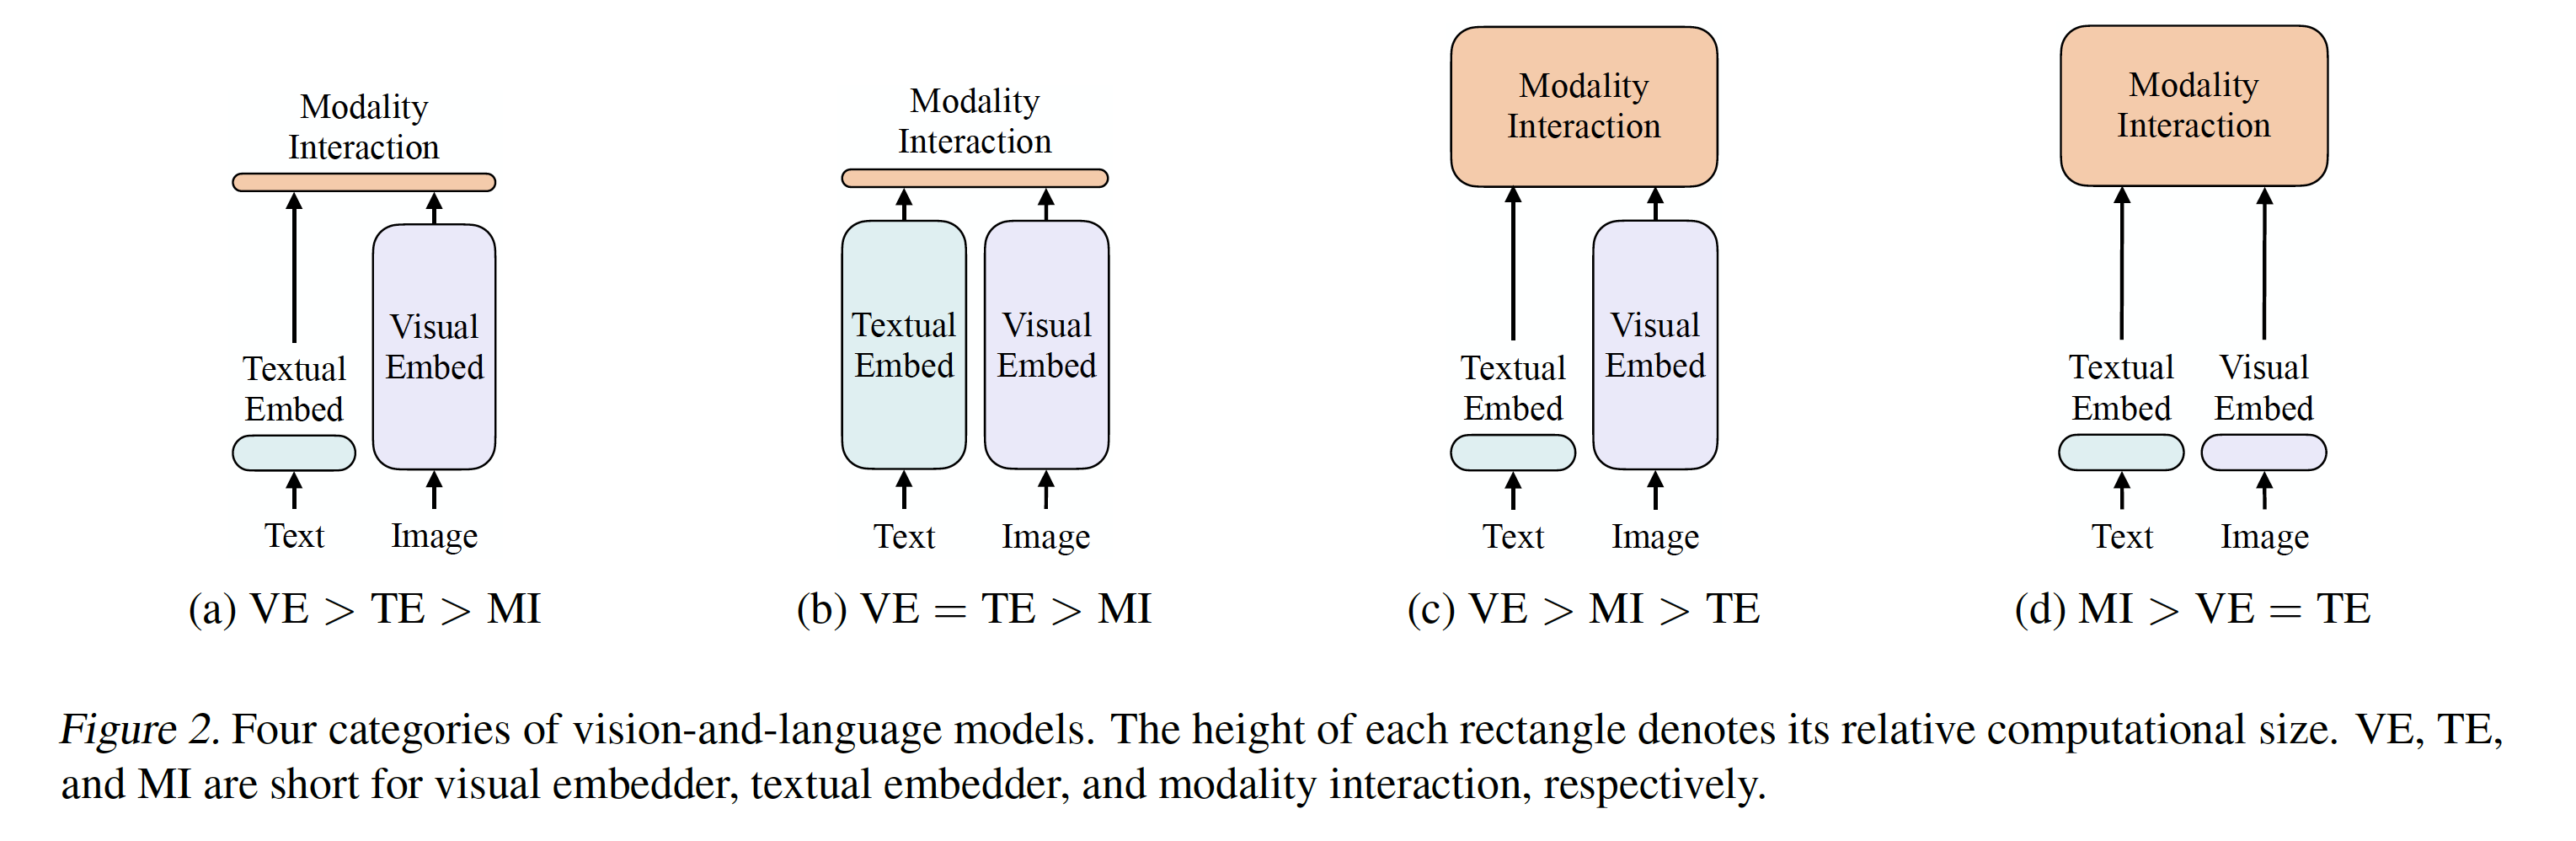 Modality
Interaction
Textual
Embed
Visual
Embed
Text
Image
(a) VE > TE > MI
Modality
Interaction
Textual
Embed
Visual
Embed
Text
Image
(b) VE = TE > MI
Modality
Interaction
Textual
Embed
Visual
Embed
Text
Image
(c) VE > MI > TE
Modality
Interaction
Textual
Embed
Visual
Embed
Text
Image
(d) MI > VE = TE
Figure 2. Four categories of vision-and-language models. The height of each rectangle denotes its relative computational size. VE, TE,
and MI are short for visual embedder, textual embedder, and modality interaction, respectively.